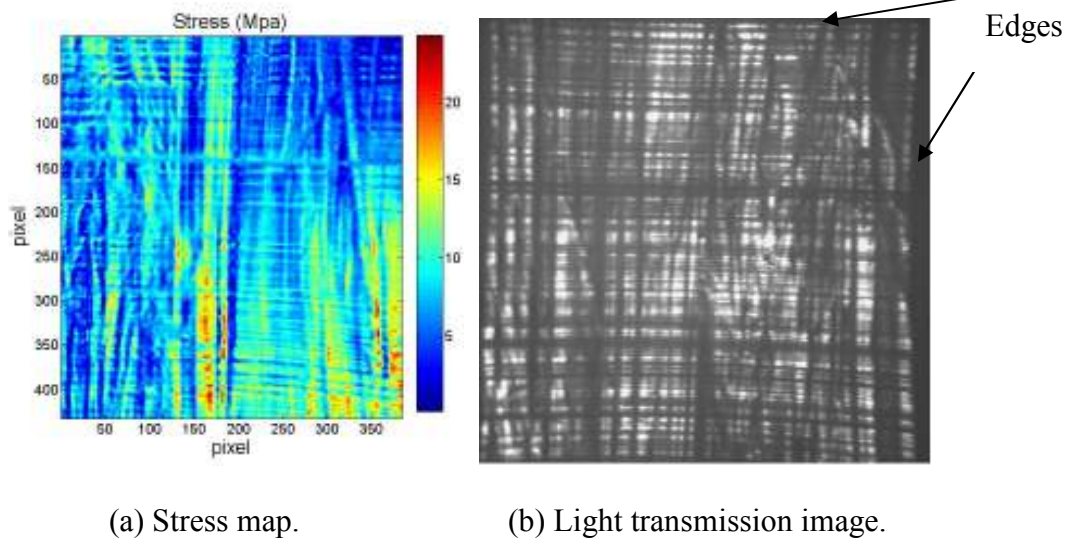 Stress (Mpa)
50
100
150
200
250
300
350
400
pixel
50 100 150 200 250 300 350
pixel
20
15
10
5
Edges
(a) Stress map.
(b) Light transmission image.